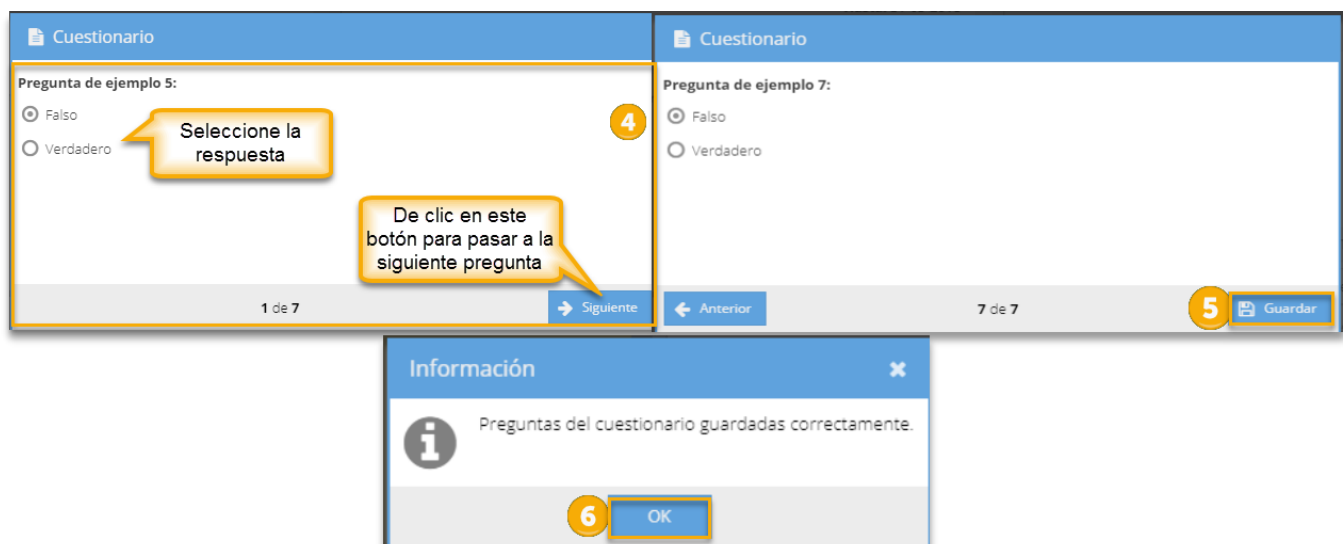 Cuestionario
Pregunta de ejemplo 5:
Falso
Verdadero
Seleccione la
respuesta
4
De clic en este
botón para pasar a la
siguiente pregunta
1 de 7
Siguiente
Cuestionario
Pregunta de ejemplo 7:
Falso
Verdadero
Anterior
7 de 7
5
Guardar
Información
Preguntas del cuestionario guardadas correctamente.
6
OK